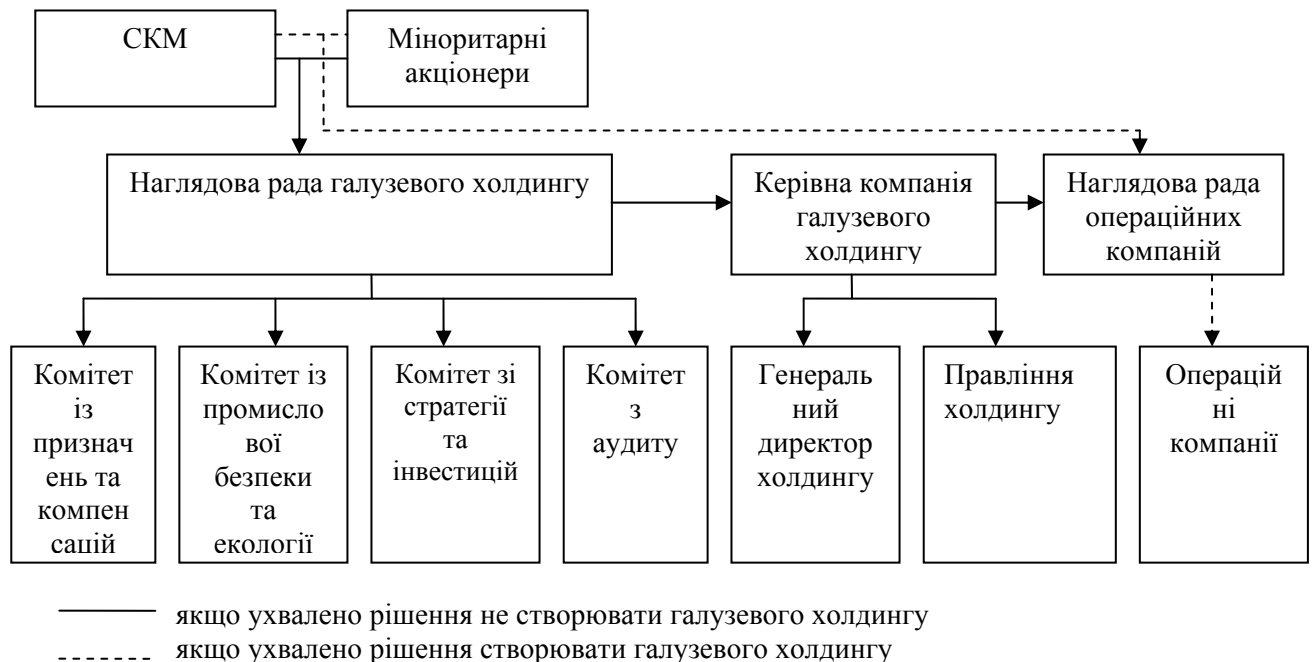 СКМ
Міноритарні
акціонери
Наглядова рада галузевого холдингу
Керівна компанія
галузевого
холдингу
Наглядова рада
операційних
компаній
Комітет
із
призмач
ень та
компен
сацій
Комітет із
промисло
вої
безпеки
та
екології
Комітет зі
стратегії
та
інвестицій
Комітет
з
аудиту
Генераль
ний
директор
холдингу
Правління
холдингу
Операцій
ні
компанії
якщо ухвалено рішення не створювати галузевого холдингу
якщо ухвалено рішення створювати галузевого холдингу